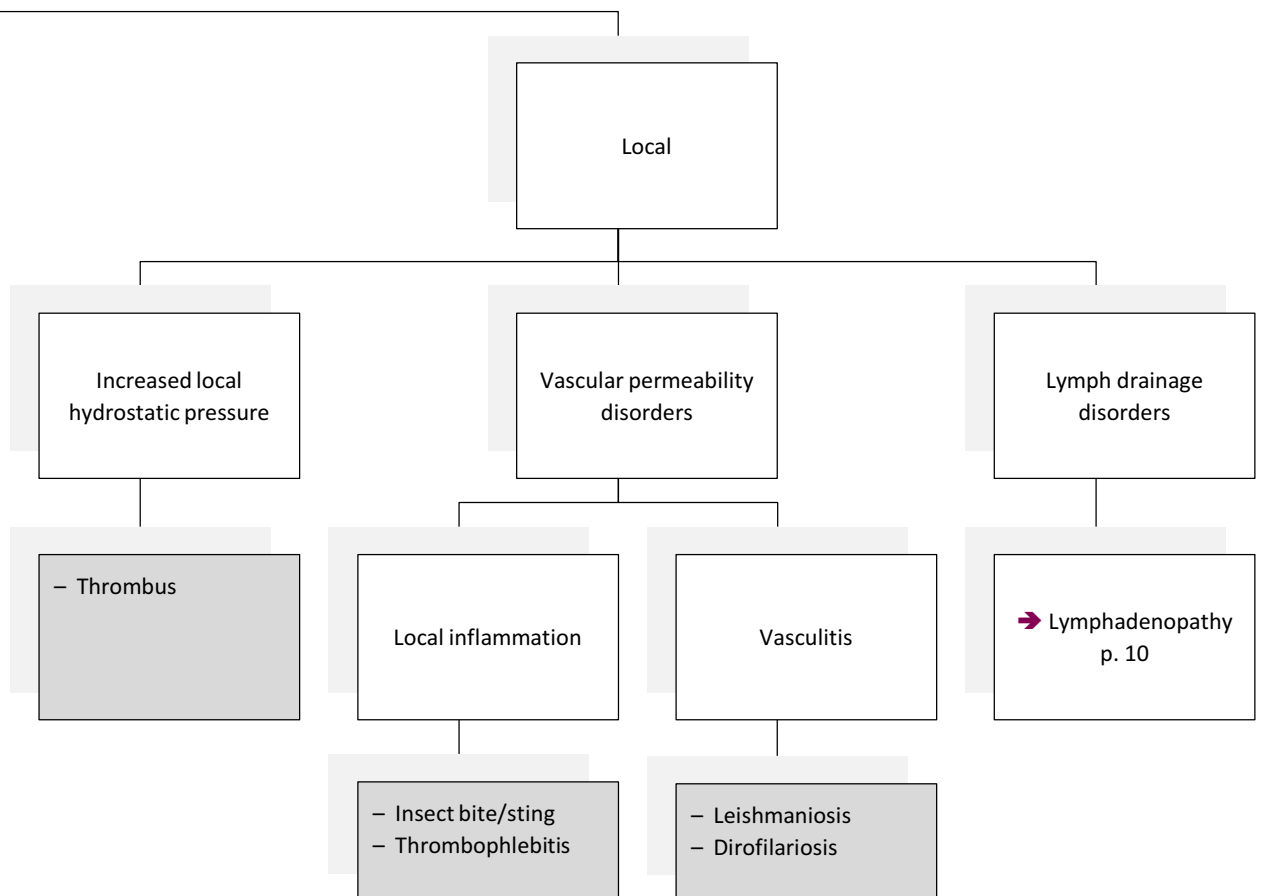 Local
Increased local
hydrostatic pressure
Vascular permeability
disorders
Lymph drainage
disorders
– Thrombus
Local inflammation
Vasculitis
➔ Lymphadenopathy
p. 10
– Insect bite/sting
– Thrombophlebitis
– Leishmaniosis
– Dirofilariosis